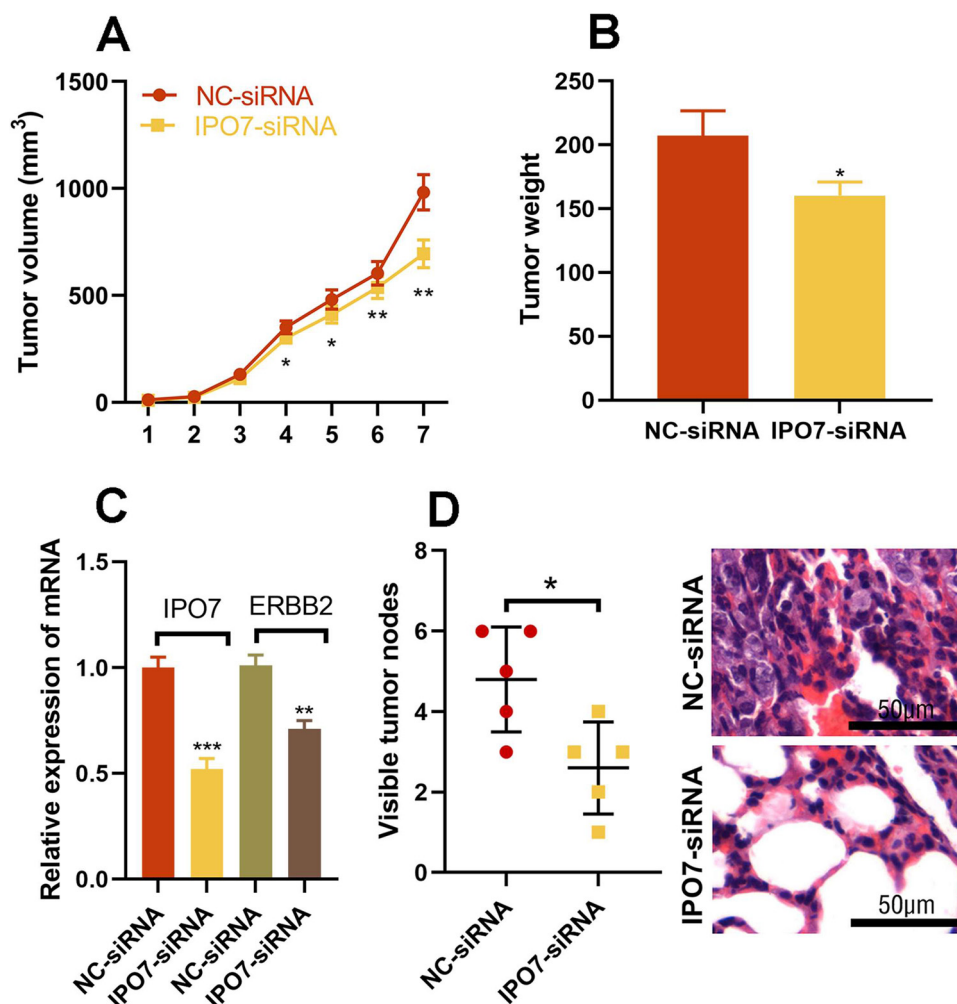 A
Tumor volume (mm³)
1500
1000
500
0
NC-siRNA
IPO7-siRNA
*
*
**
**
1 2 3 4 5 6 7
B
Tumor weight
250
200
150
100
50
0
*
NC-siRNA IPO7-siRNA
C
Relative expression of mRNA
1.5
1.0
0.5
0.0
IPO7
ERBB2
***
**
NC-siRNA
IPO7-siRNA
NC-siRNA
IPO7-siRNA
D
Visible tumor nodes
8
6
4
2
0
*
NC-siRNA
IPO7-siRNA
NC-siRNA
50μm
IPO7-siRNA
50μm